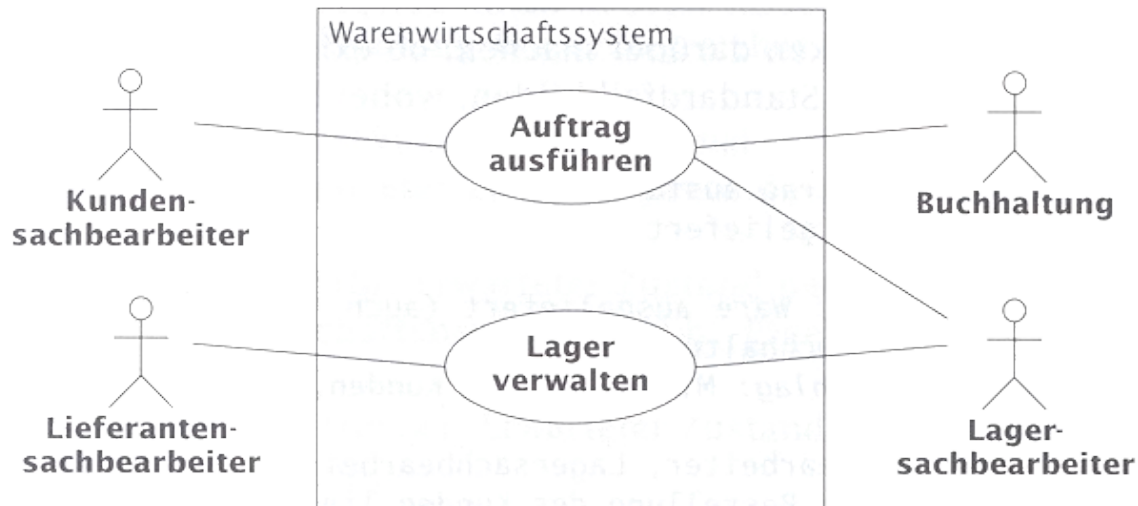 Warenwirtschaftssystem
Auftrag
ausführen
Kunden-
sachbearbeiter
Buchhaltung
Lager
verwalten
Lieferanten-
sachbearbeiter
Lager-
sachbearbeiter